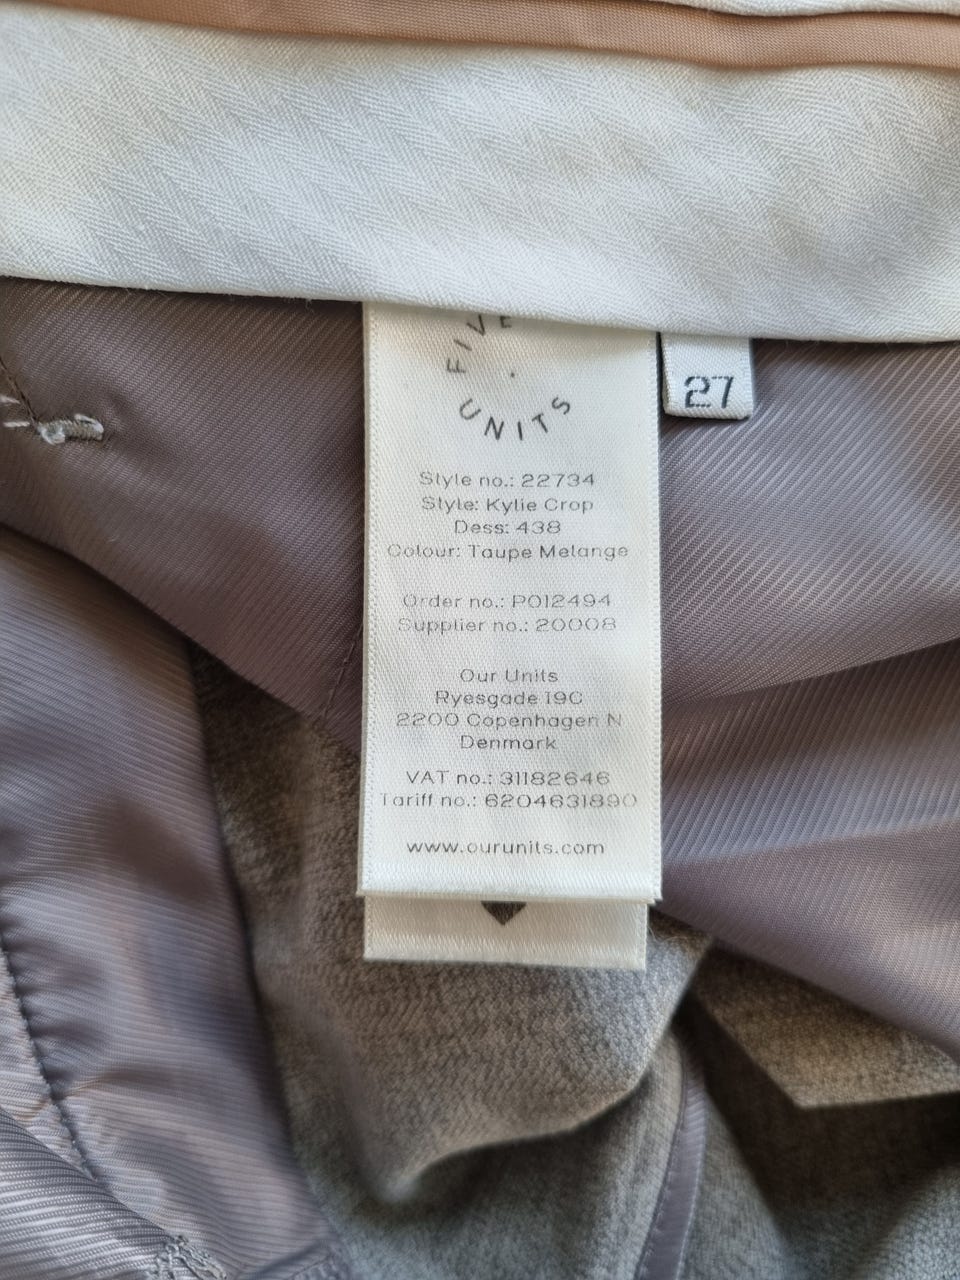 FIV
UNITS
27
Style no.: 22734
Style: Kylie Crop
Dess: 438
Colour: Taupe Melange
Order no.: PO12494
Supplier no.: 20008
Our Units
Ryesgade 19C
2200 Copenhagen N
Denmark
VAT no.: 31182646
Tariff no.: 6204631890
www.ourunits.com